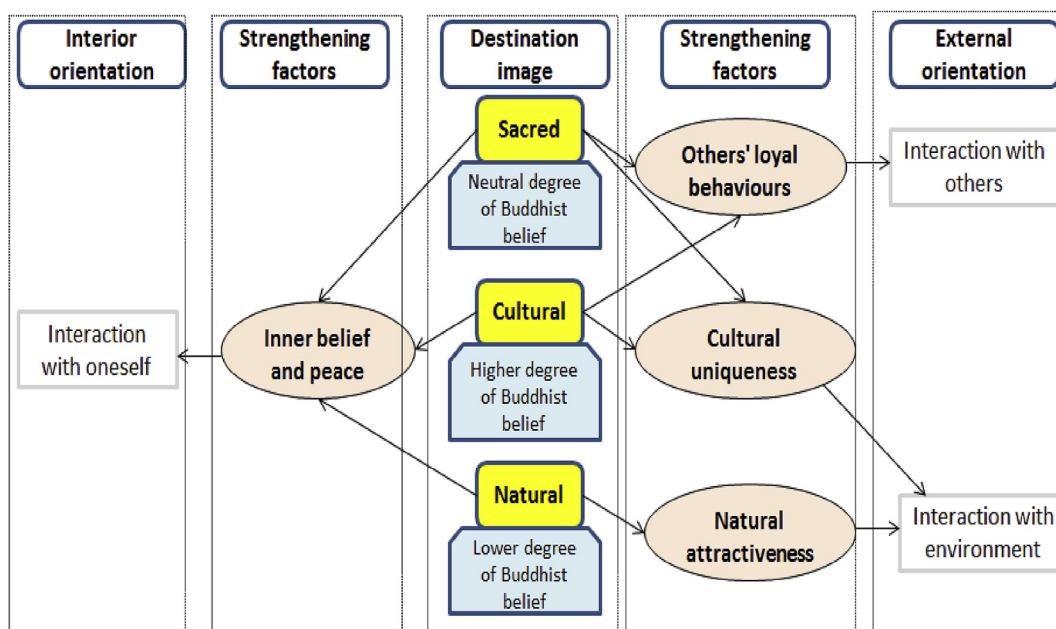 Interior
orientation
Strengthening
factors
Destination
image
Strengthening
factors
External
orientation
Sacred
Neutral degree
of Buddhist
belief
Others' loyal
behaviours
Interaction with
others
Cultural
Higher degree
of Buddhist
belief
Interaction
with oneself
Inner belief
and peace
Cultural
uniqueness
Natural
Lower degree
of Buddhist
belief
Natural
attractiveness
Interaction with
environment